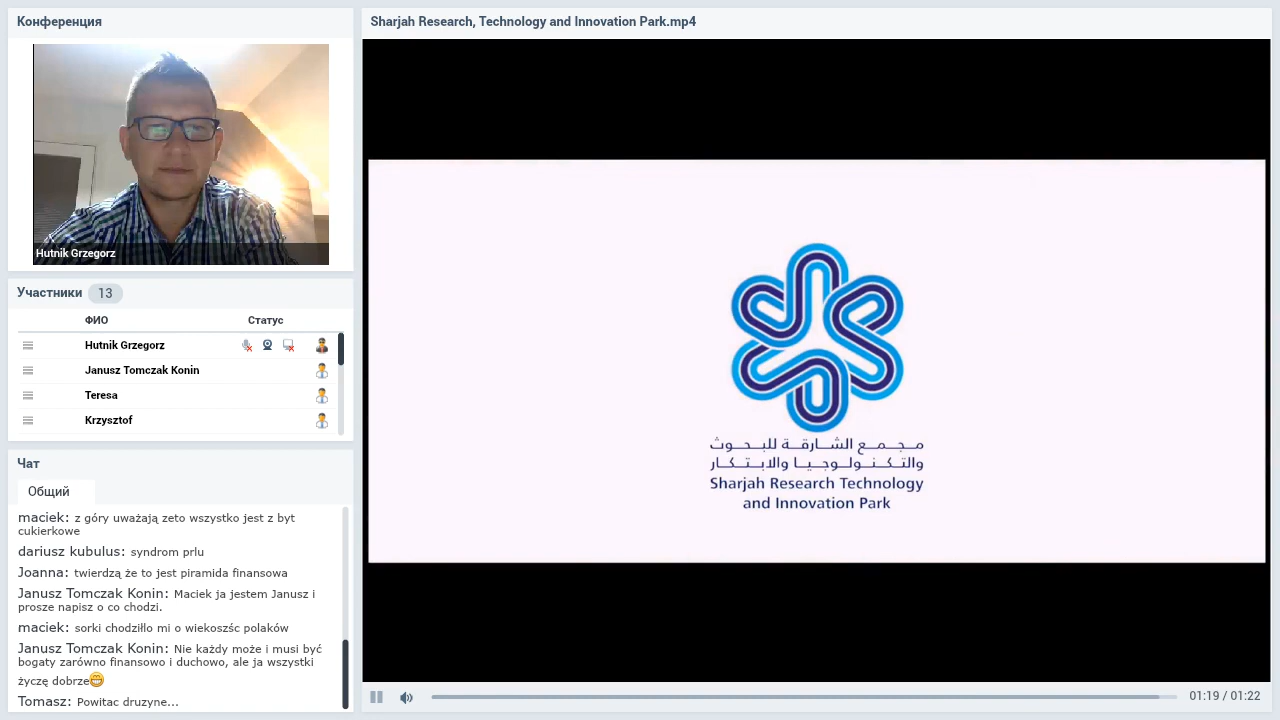 Конференция
Hutnik Grzegorz
Участники 13
ФИО Статус
Hutnik Grzegorz
Janusz Tomczak Konin
Teresa
Krzysztof
Чат
Общий
maciek: z góry uważają zeto wszystko jest z byt
cukierkowe
dariusz kubulus: syndrom prlu
Joanna: twierdzą że to jest piramida finansowa
Janusz Tomczak Konin: Maciek ja jestem Janusz i
prosze napisz o co chodzi.
maciek: sorki chodziłlo mi o wiekoszśc polaków
Janusz Tomczak Konin: Nie każdy może i musi być
bogaty zarówno finansowo i duchowo, ale ja wszystki
życzę dobrze😁
Tomasz: Powitac druzyne...
Sharjah Research, Technology and Innovation Park.mp4
مجمع الشارقة للبحوث
والتكنولوجيا والابتكار
Sharjah Research Technology
and Innovation Park
01:19 / 01:22